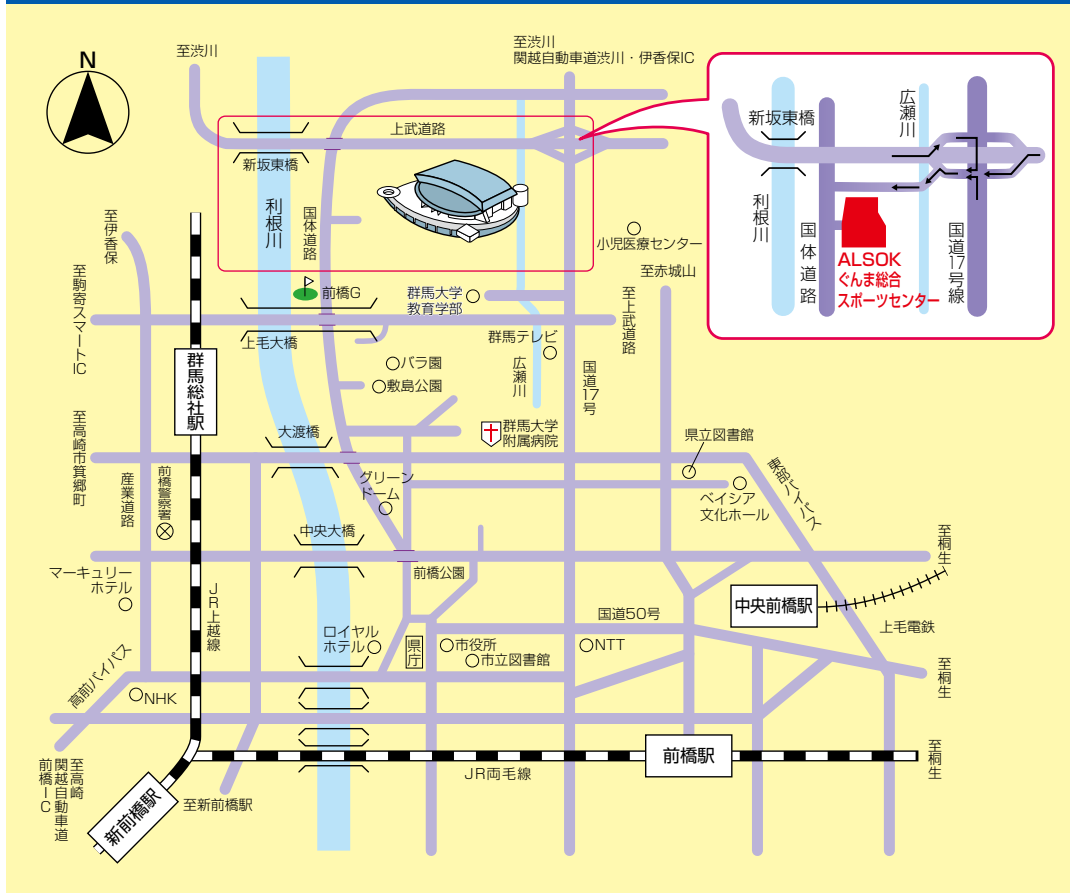 N
至渋川
至渋川
関越自動車道渋川・伊香保IC
上武道路
新坂東橋
利根川
国体道路
小児医療センター
至赤城山
至上武道路
至伊香保
至駒寄スマートIC
前橋G
上毛大橋
群馬大学
教育学部
群馬テレビ
広瀬川
国道17号
バラ園
敷島公園
群馬総社駅
大渡橋
群馬大学
附属病院
県立図書館
ベイシア
文化ホール
東部バイパス
至高崎市箕郷町
産業道路
前橋警察署
グリーン
ドーム
中央大橋
前橋公園
至桐生
マーキュリー
ホテル
JR上越線
中央前橋駅
上毛電鉄
国道50号
ロイヤル
ホテル
県庁
市役所
市立図書館
NTT
至桐生
高前バイパス
NHK
前橋駅
至桐生
JR両毛線
至高崎
関越自動車道
前橋IC
新前橋駅
至新前橋駅
新坂東橋
広瀬川
利根川
国体道路
国道17号線
ALSOK
ぐんま総合
スポーツセンター